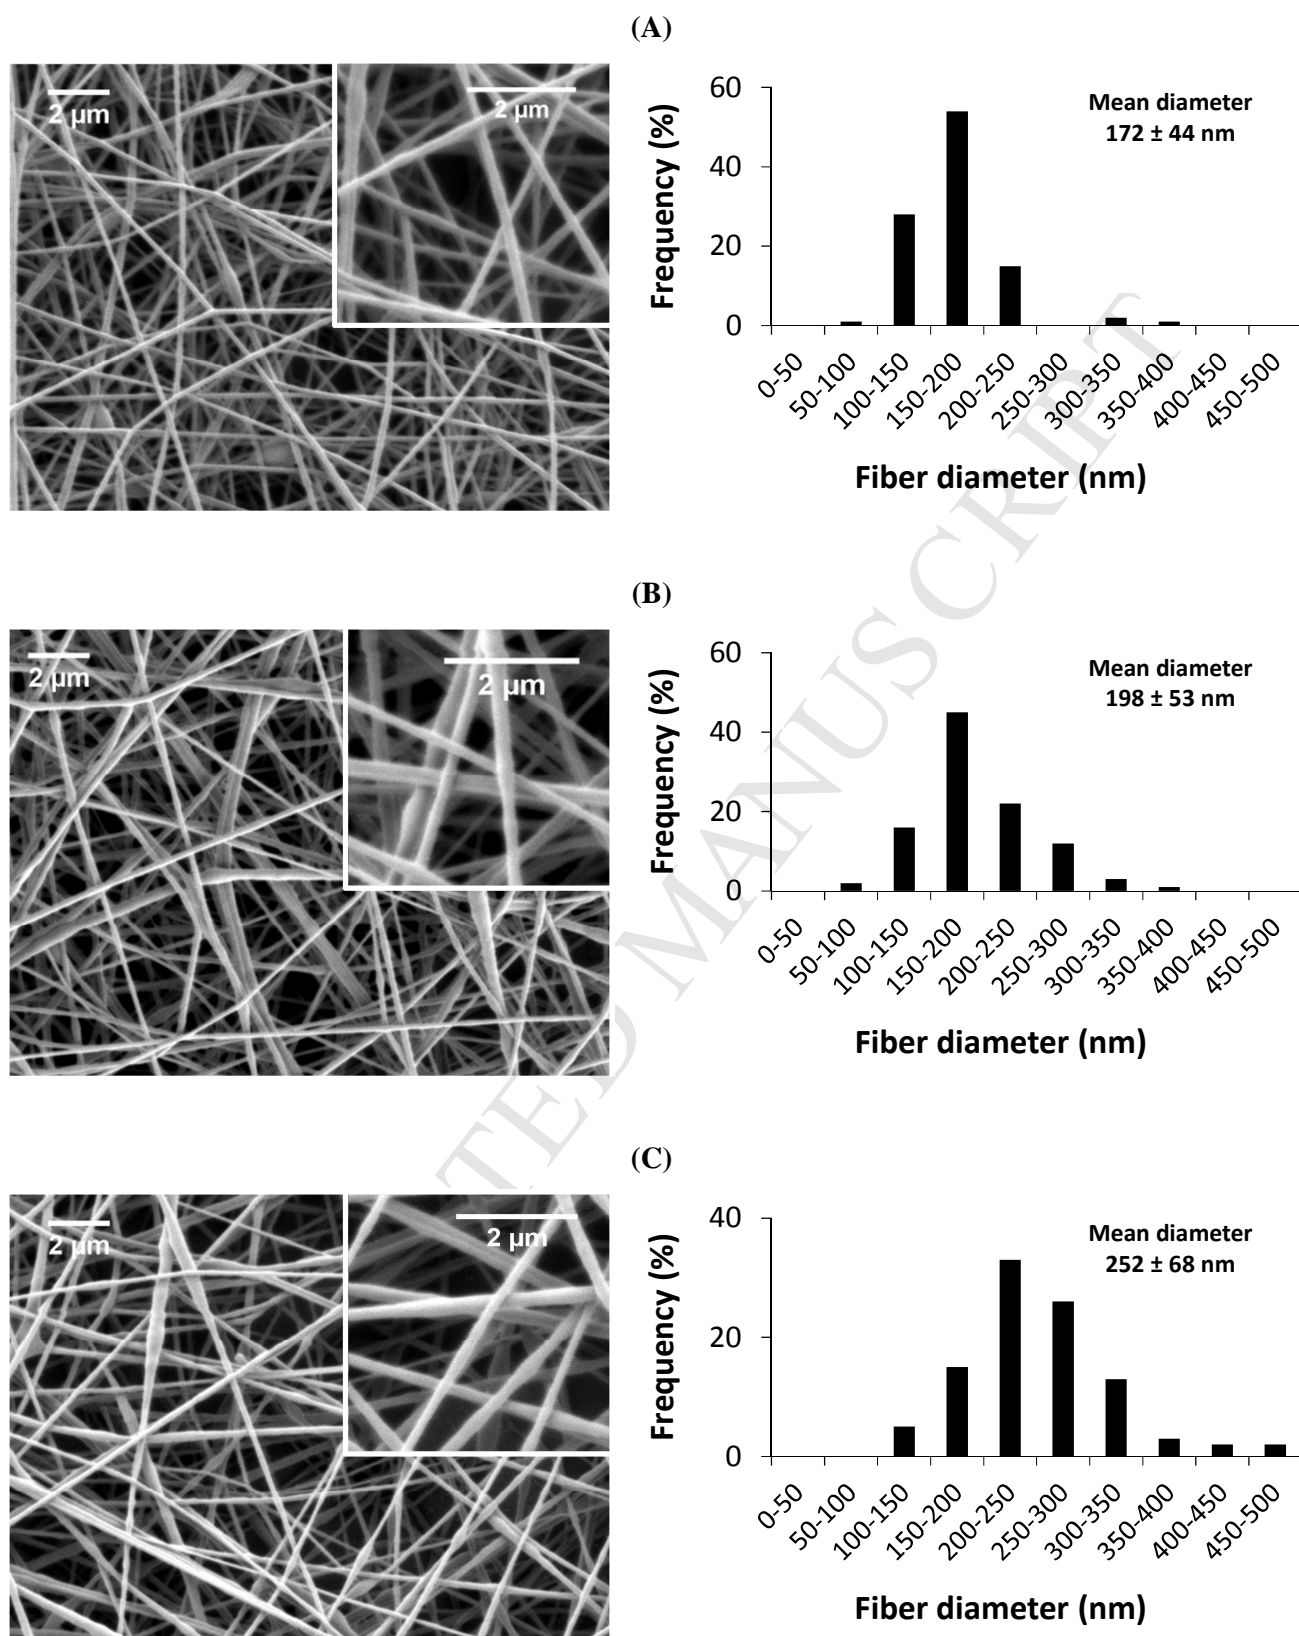 (A)
2 µm
2 µm
Frequency (%)
60
40
20
0
Mean diameter
172 ± 44 nm
0-50
50-100
100-150
150-200
200-250
250-300
300-350
350-400
400-450
450-500
Fiber diameter (nm)
(B)
2 µm
2 µm
Frequency (%)
60
40
20
0
Mean diameter
198 ± 53 nm
0-50
50-100
100-150
150-200
200-250
250-300
300-350
350-400
400-450
450-500
Fiber diameter (nm)
(C)
2 µm
2 µm
Frequency (%)
40
20
0
Mean diameter
252 ± 68 nm
0-50
50-100
100-150
150-200
200-250
250-300
300-350
350-400
400-450
450-500
Fiber diameter (nm)
TED MANUSCRIPT